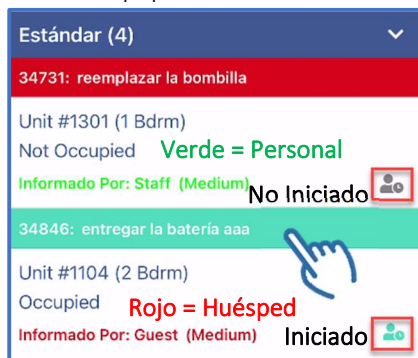 Estándar (4)
34731: reemplazar la bombilla
Unit #1301 (1 Bdrm)
Not Occupied Verde = Personal
Informado Por: Staff (Medium) No Iniciado
34846: entregar la batería aaa
Unit #1104 (2 Bdrm)
Occupied Rojo = Huésped
Informado Por: Guest (Medium) Iniciado